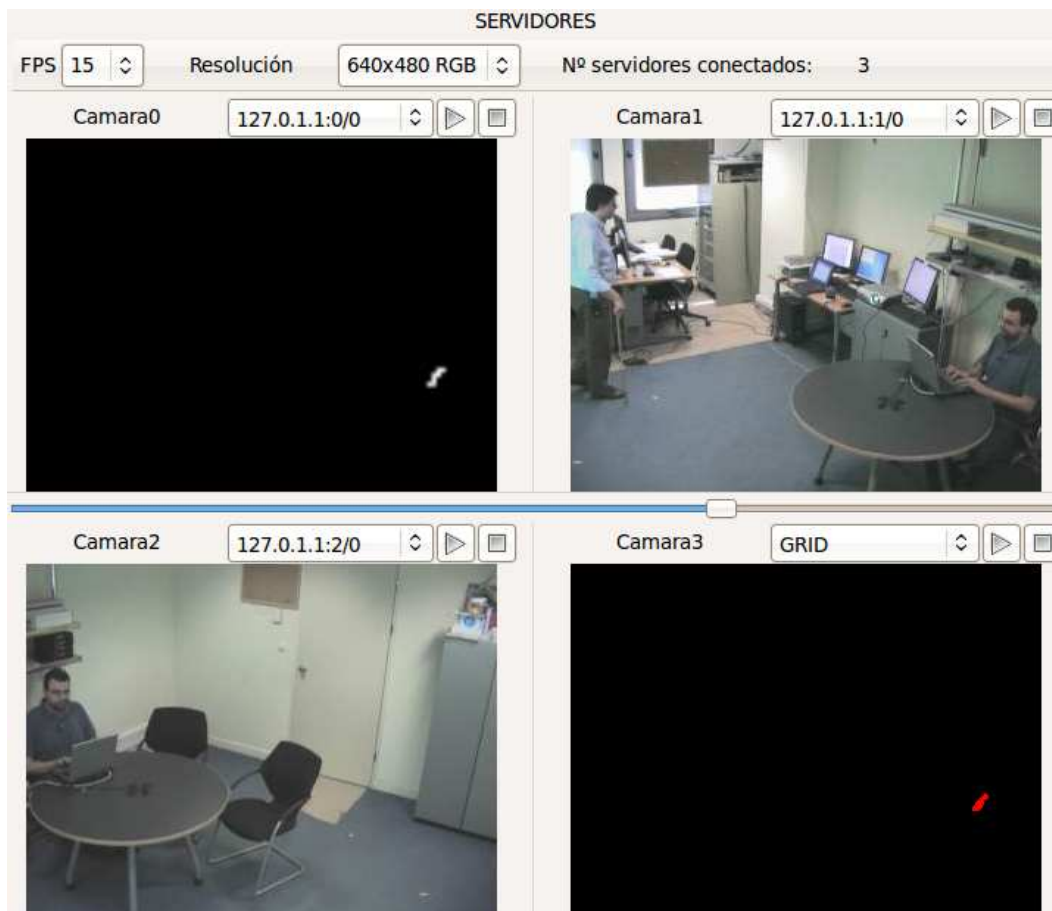 SERVIDORES
FPS 15 Resolución 640x480 RGB Nº servidores conectados: 3
Camara0 127.0.1.1:0/0
Camara1 127.0.1.1:1/0
Camara2 127.0.1.1:2/0
Camara3 GRID